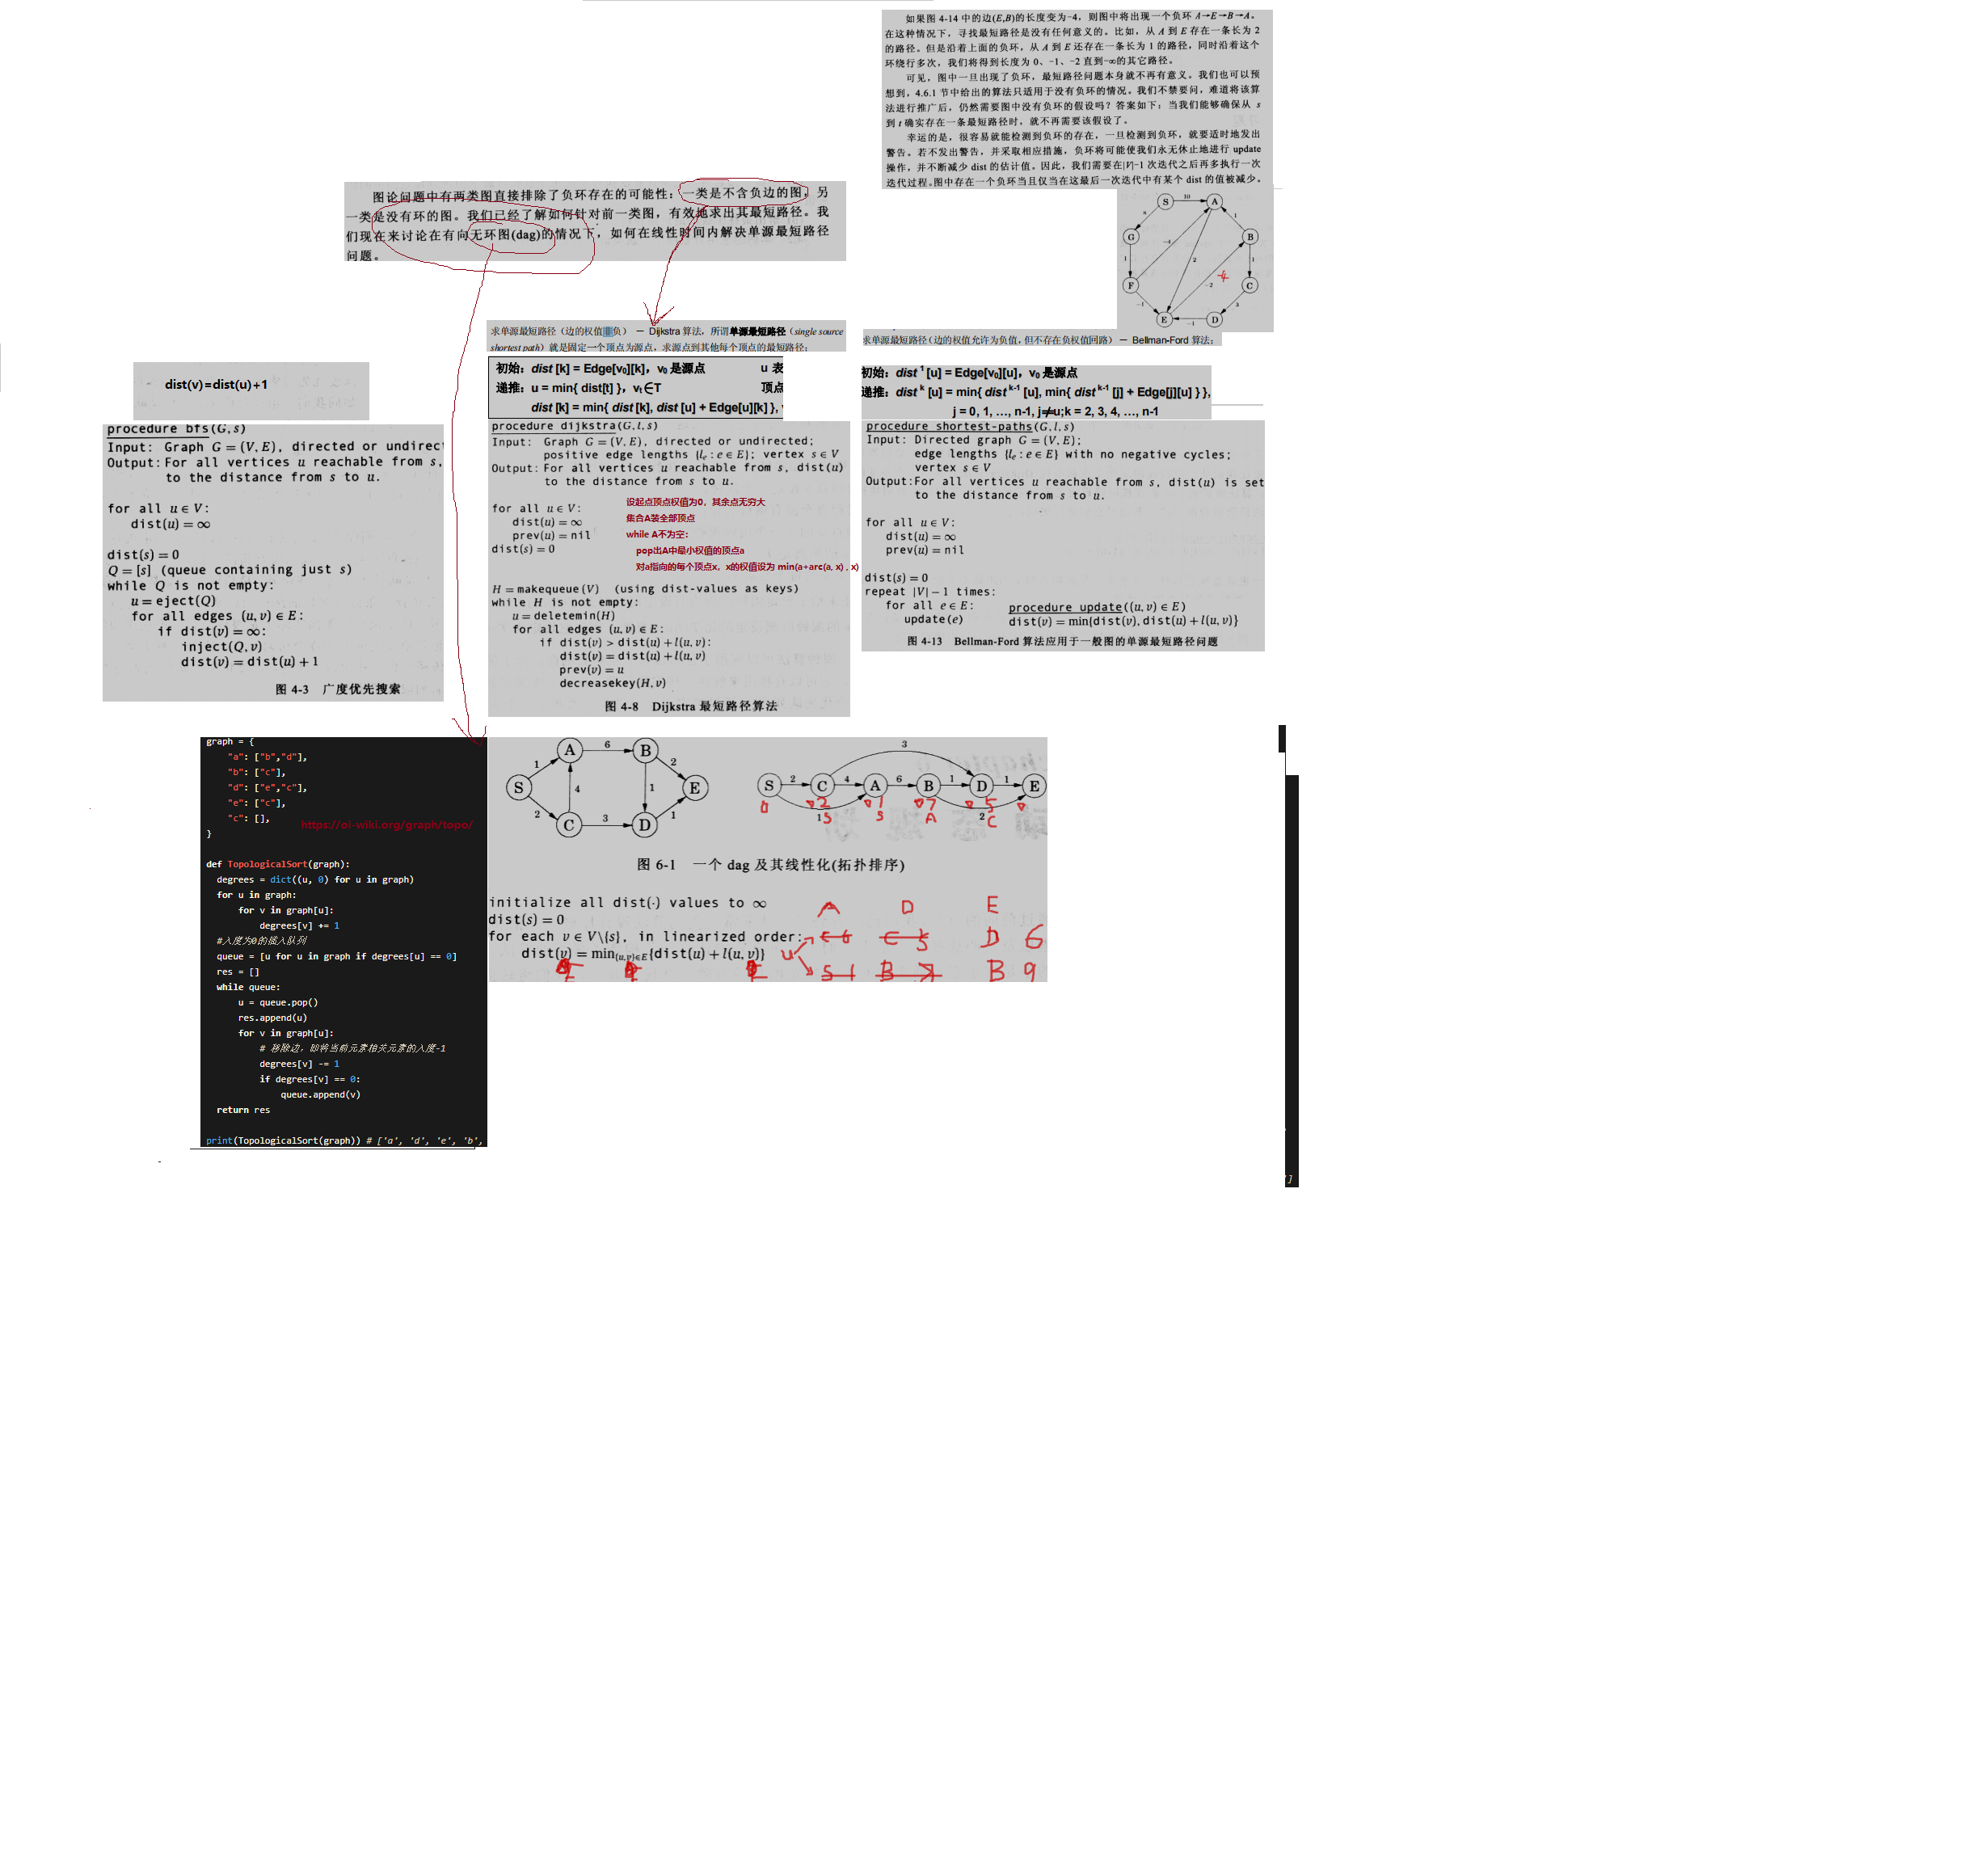 如果图 4-14 中的边(E,B)的长度变为-4，则图中将出现一个负环 A→E→B→A。
在这种情况下，寻找最短路径是没有任何意义的。比如，从 A 到 E 存在一条长为 2
的路径。但是沿着上面的负环，从 A 到 E 还存在一条长为 1 的路径，同时沿着这个
环绕行多次，我们将得到长度为 0、-1、-2 直到-∞的其它路径。
可见，图中一旦出现了负环，最短路径问题本身就不再有意义。我们也可以预
想到，4.6.1 节中给出的算法只适用于没有负环的情况。我们不禁要问，难道将该算
法进行推广后，仍然需要图中没有负环的假设吗？答案如下：当我们能够确保从 s
到 t 确实存在一条最短路径时，就不再需要该假设了。
幸运的是，很容易就能检测到负环的存在，一旦检测到负环，就要适时地发出
警告。若不发出警告，并采取相应措施，负环将可能使我们永无休止地进行 update
操作，并不断减少 dist 的估计值。因此，我们需要在|V|-1 次迭代之后再多执行一次
迭代过程。图中存在一个负环当且仅当在这最后一次迭代中有某个 dist 的值被减少。
图论问题中有两类图直接排除了负环存在的可能性：一类是不含负边的图，另
一类是没有环的图。我们已经了解如何针对前一类图，有效地求出其最短路径。我
们现在来讨论在有向无环图(dag)的情况下，如何在线性时间内解决单源最短路径
问题。
S 10 A
8 1
G B
-4 1 2 1
F -2 4 C
-1 3
E -1 D
dist(v)=dist(u)+1
procedure bfs(G,s)
Input: Graph G=(V,E), directed or undirec
Output: For all vertices u reachable from s,
to the distance from s to u.
for all u∈V:
dist(u)=∞
dist(s)=0
Q=[s] (queue containing just s)
while Q is not empty:
u=eject(Q)
for all edges (u,v)∈E:
if dist(v)=∞:
inject(Q,v)
dist(v)=dist(u)+1
图 4-3 广度优先搜索
求单源最短路径（边的权值非负） — Dijkstra 算法，所谓单源最短路径（single source
shortest path）就是固定一个顶点为源点，求源点到其他每个顶点的最短路径；
初始：dist [k] = Edge[v₀][k]，v₀ 是源点 u 表
递推：u = min{ dist[t] }，vₜ∈T 顶点
dist [k] = min{ dist [k], dist [u] + Edge[u][k] },
procedure dijkstra(G,l,s)
Input: Graph G=(V,E), directed or undirected;
positive edge lengths {lₑ:e∈E}; vertex s∈V
Output: For all vertices u reachable from s, dist(u)
to the distance from s to u.
for all u∈V:
dist(u)=∞
prev(u)=nil
dist(s)=0
设起点顶点权值为0，其余点无穷大
集合A装全部顶点
while A不为空:
pop出A中最小权值的顶点a
对a指向的每个顶点x，x的权值设为 min(a+arc(a, x) , x)
H=makequeue(V) (using dist-values as keys)
while H is not empty:
u=deletemin(H)
for all edges (u,v)∈E:
if dist(v)>dist(u)+l(u,v):
dist(v)=dist(u)+l(u,v)
prev(v)=u
decreasekey(H,v)
图 4-8 Dijkstra 最短路径算法
求单源最短路径(边的权值允许为负值，但不存在负权值回路） — Bellman-Ford 算法；
初始：dist ¹ [u] = Edge[v₀][u]，v₀ 是源点
递推：dist ᵏ [u] = min{ dist ᵏ⁻¹ [u], min{ dist ᵏ⁻¹ [j] + Edge[j][u] } },
j = 0, 1, …, n-1, j≠u;k = 2, 3, 4, …, n-1
procedure shortest-paths(G,l,s)
Input: Directed graph G=(V,E);
edge lengths {lₑ:e∈E} with no negative cycles;
vertex s∈V
Output:For all vertices u reachable from s, dist(u) is set
to the distance from s to u.
for all u∈V:
dist(u)=∞
prev(u)=nil
dist(s)=0
repeat |V|-1 times:
for all e∈E:
update(e)
procedure update((u,v)∈E)
dist(v)=min{dist(v),dist(u)+l(u,v)}
图 4-13 Bellman-Ford 算法应用于一般图的单源最短路径问题
graph = {
"a": ["b","d"],
"b": ["c"],
"d": ["e","c"],
"e": ["c"],
"c": [],
}
https://oi-wiki.org/graph/topo/
def TopologicalSort(graph):
degrees = dict((u, 0) for u in graph)
for u in graph:
for v in graph[u]:
degrees[v] += 1
#入度为0的插入队列
queue = [u for u in graph if degrees[u] == 0]
res = []
while queue:
u = queue.pop()
res.append(u)
for v in graph[u]:
# 移除边，即将当前元素相关元素的入度-1
degrees[v] -= 1
if degrees[v] == 0:
queue.append(v)
return res
print(TopologicalSort(graph)) # ['a', 'd', 'e', 'b',
']
A 6 B
1 2
S 4 1 E
2 1
C 3 D
3
S 2 C 4 A 6 B 1 D 1 E
0 2 1 7 5
1 2
S S A C
图 6-1 一个 dag 及其线性化(拓扑排序)
initialize all dist(·) values to ∞
dist(s)=0
for each v∈V\{s}, in linearized order:
dist(v)=min₍ᵤ,ᵥ₎∈E{dist(u)+l(u,v)}
A D E
C 6 C 5 D 6
u
S 1 B 7 B 9